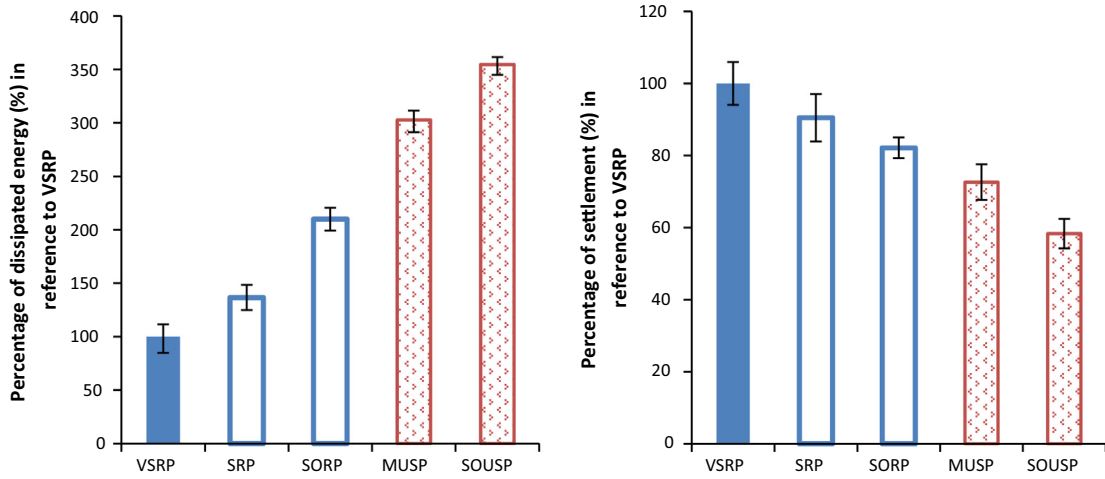 Percentage of dissipated energy (%) in
reference to VSRP
400
350
300
250
200
150
100
50
0
VSRP SRP SORP MUSP SOUSP
Percentage of settlement (%) in
reference to VSRP
120
100
80
60
40
20
0
VSRP SRP SORP MUSP SOUSP